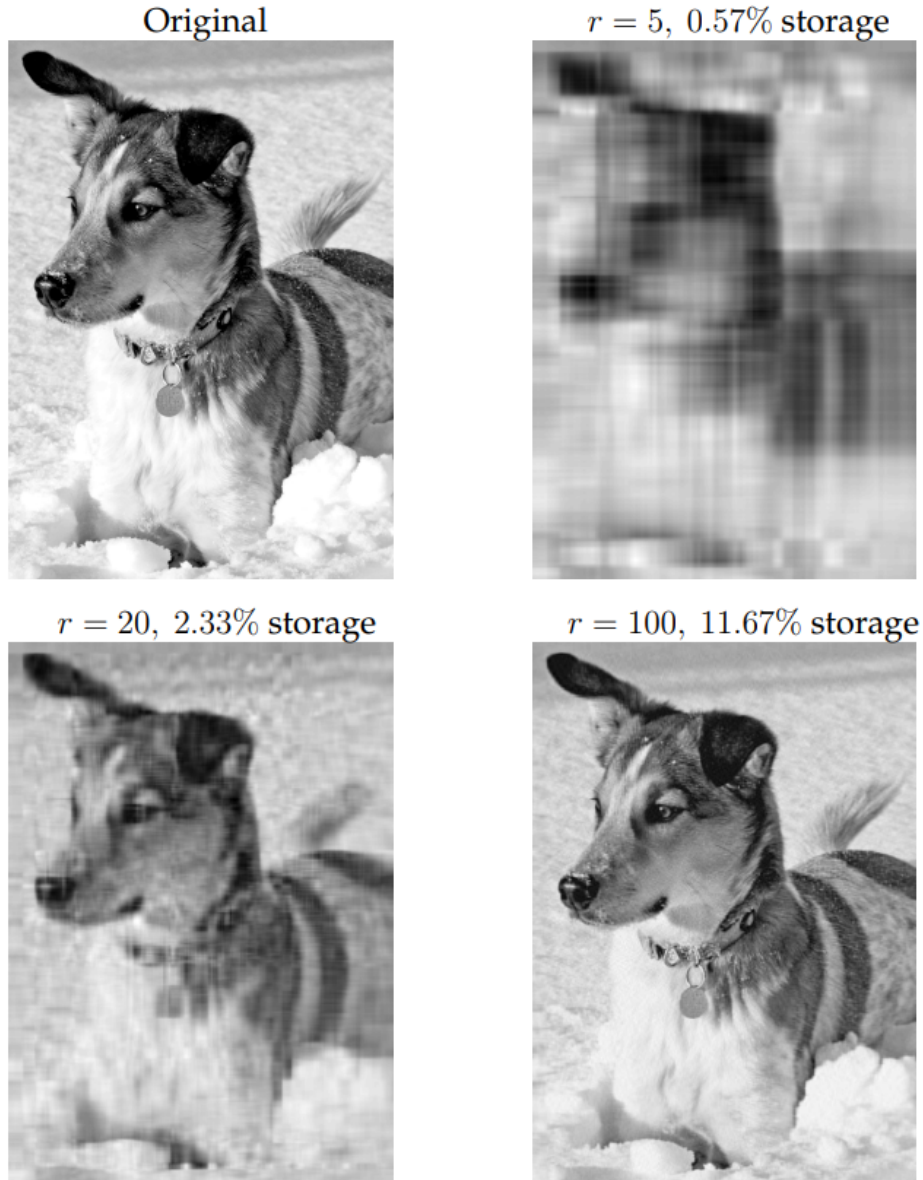 Original
r = 5, 0.57% storage
r = 20, 2.33% storage
r = 100, 11.67% storage